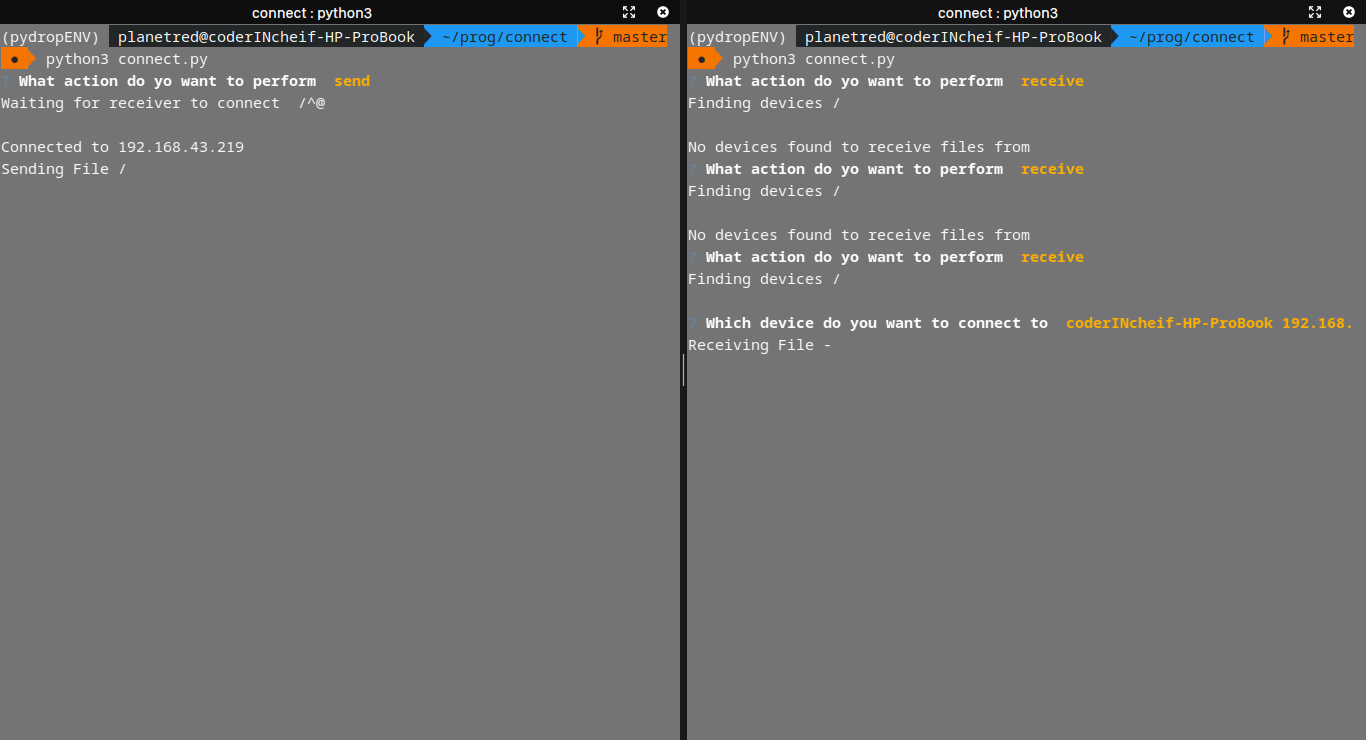 connect : python3
(pydropENV) planetred@coderINcheif-HP-ProBook ~/prog/connect master
● python3 connect.py
? What action do yo want to perform send
Waiting for receiver to connect /^@
Connected to 192.168.43.219
Sending File /
connect : python3
(pydropENV) planetred@coderINcheif-HP-ProBook ~/prog/connect master
● python3 connect.py
? What action do yo want to perform receive
Finding devices /
No devices found to receive files from
? What action do yo want to perform receive
Finding devices /
No devices found to receive files from
? What action do yo want to perform receive
Finding devices /
? Which device do you want to connect to coderINcheif-HP-ProBook 192.168.
Receiving File -